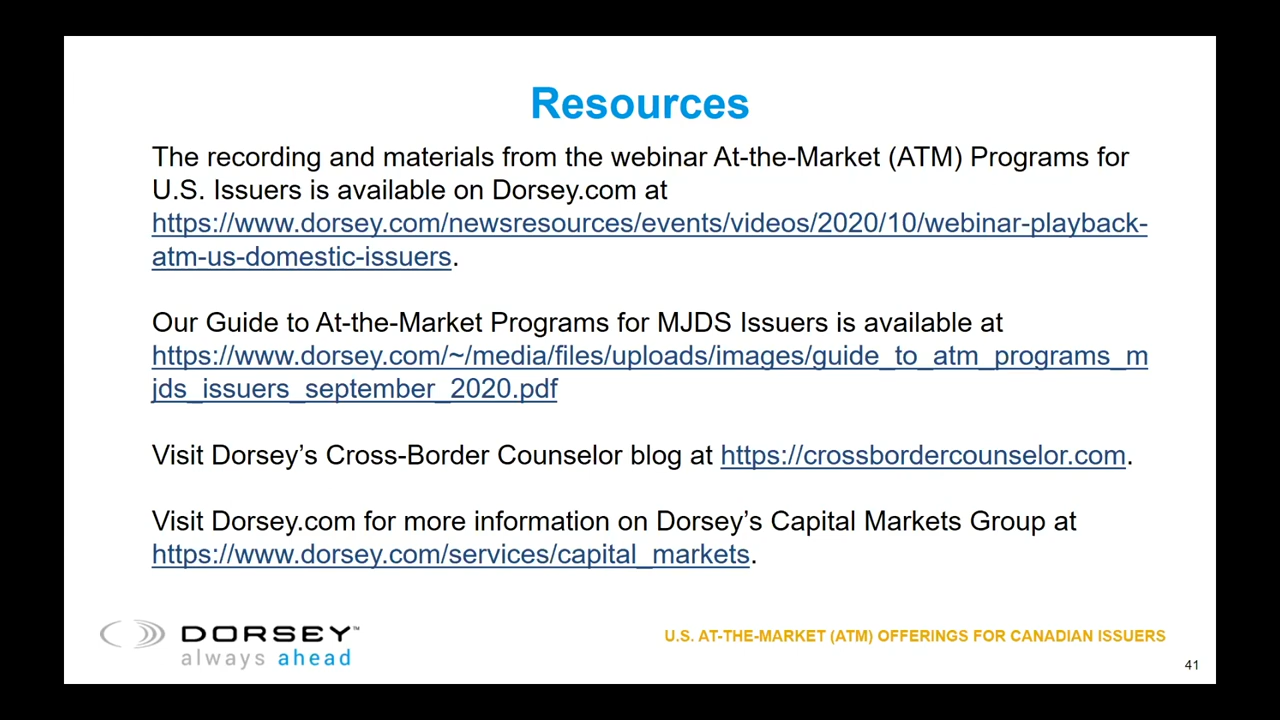 Resources
The recording and materials from the webinar At-the-Market (ATM) Programs for
U.S. Issuers is available on Dorsey.com at
https://www.dorsey.com/newsresources/events/videos/2020/10/webinar-playback-
atm-us-domestic-issuers.
Our Guide to At-the-Market Programs for MJDS Issuers is available at
https://www.dorsey.com/~/media/files/uploads/images/guide_to_atm_programs_m
jds_issuers_september_2020.pdf
Visit Dorsey’s Cross-Border Counselor blog at https://crossbordercounselor.com.
Visit Dorsey.com for more information on Dorsey’s Capital Markets Group at
https://www.dorsey.com/services/capital_markets.
DORSEY™
always ahead
U.S. AT-THE-MARKET (ATM) OFFERINGS FOR CANADIAN ISSUERS
41